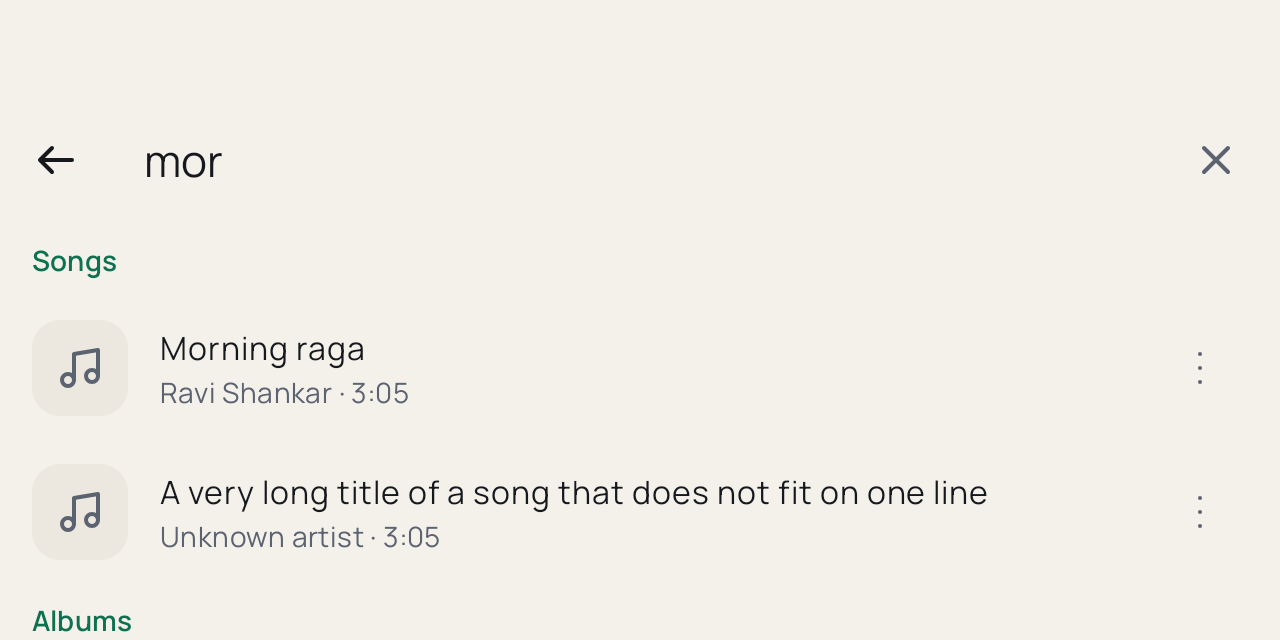 mor
Songs
Morning raga
Ravi Shankar · 3:05
A very long title of a song that does not fit on one line
Unknown artist · 3:05
Albums